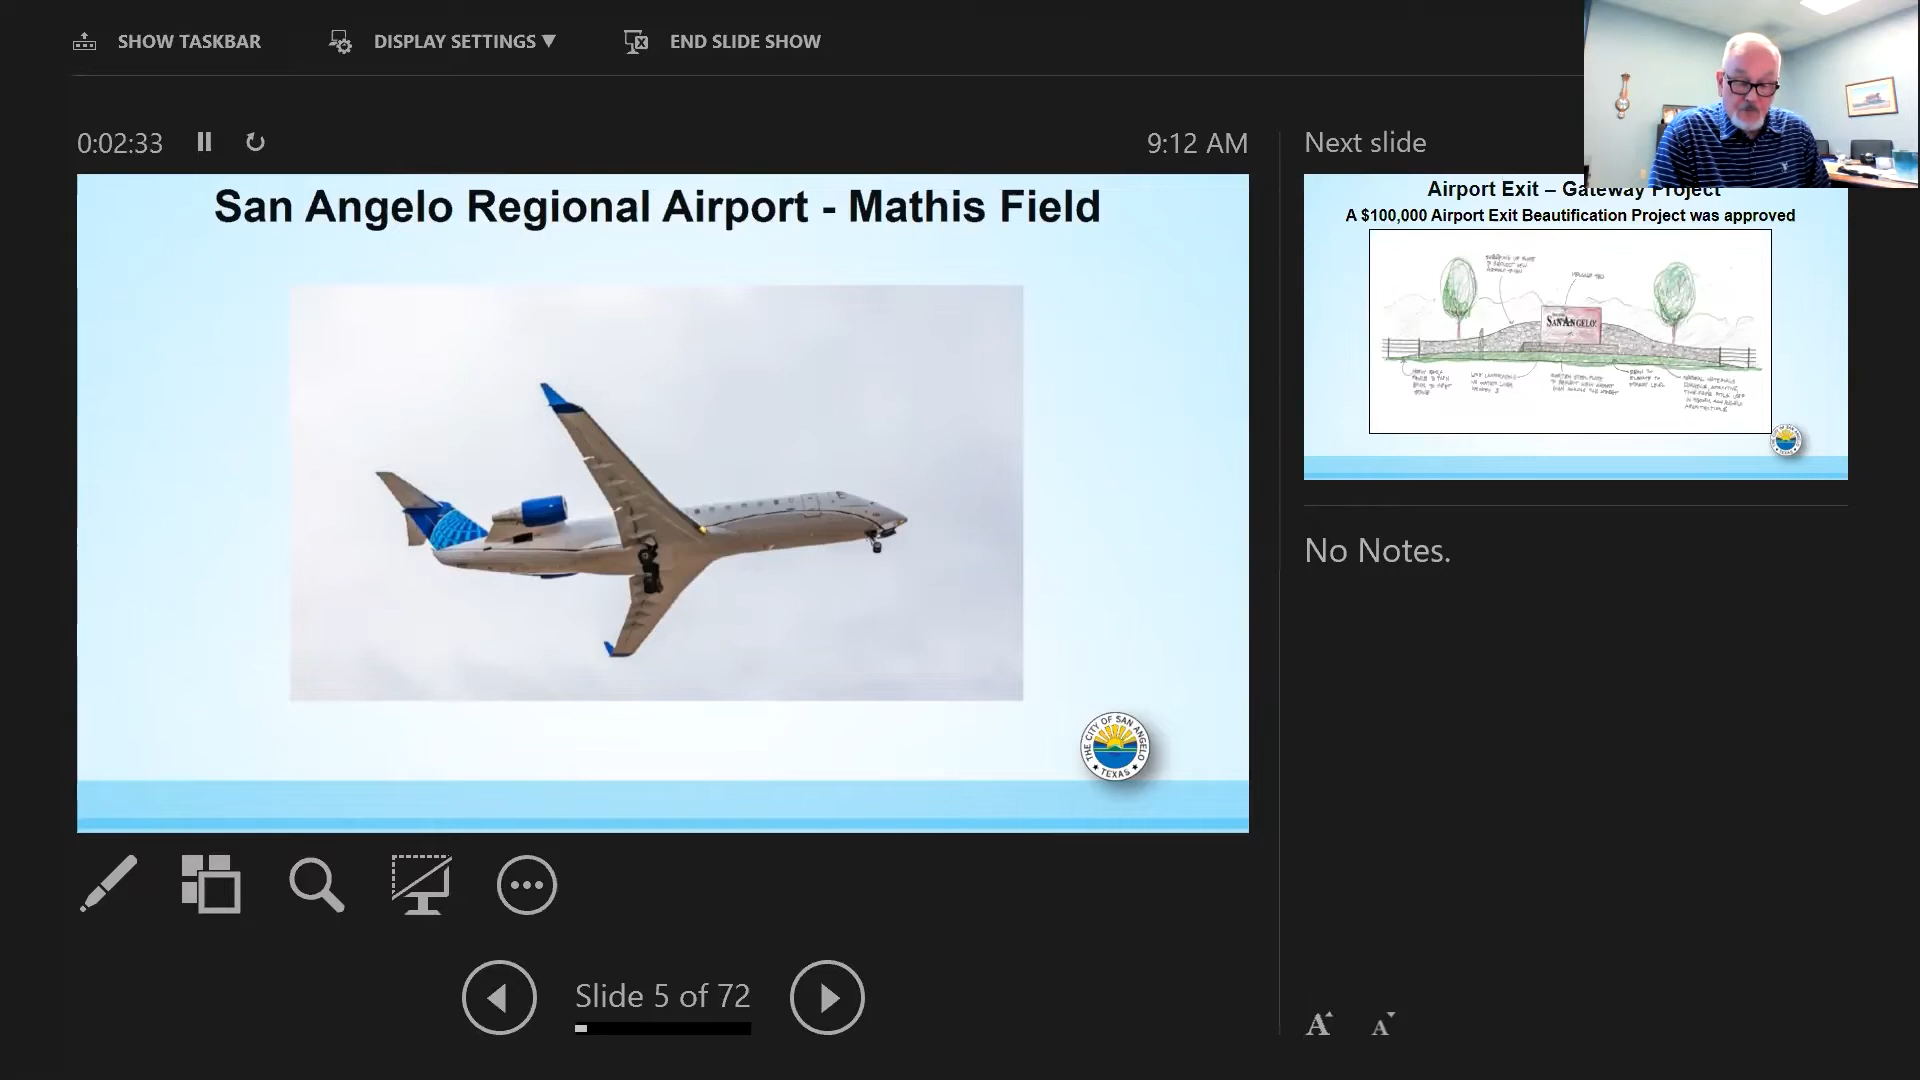 SHOW TASKBAR
DISPLAY SETTINGS ▼
END SLIDE SHOW
0:02:33
9:12 AM
San Angelo Regional Airport - Mathis Field
THE CITY OF SAN ANGELO
TEXAS
Slide 5 of 72
Next slide
Airport Exit – Gateway Project
A $100,000 Airport Exit Beautification Project was approved
SAN ANGELO!
No Notes.
A A